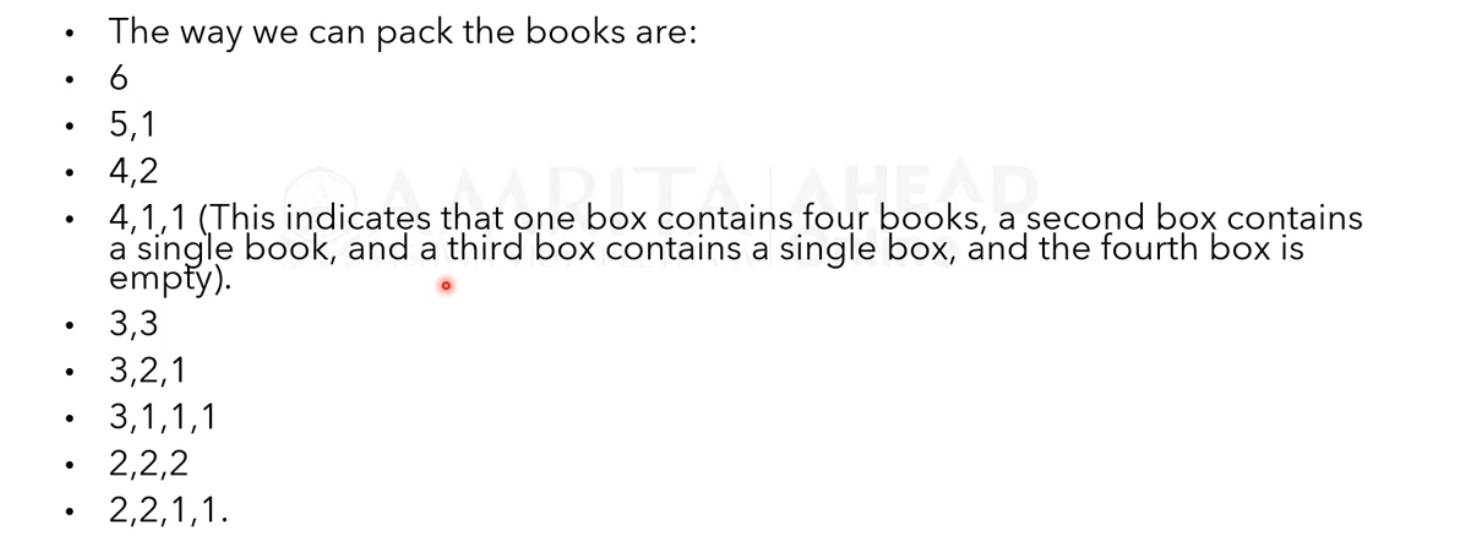 • The way we can pack the books are:
• 6
• 5,1
• 4,2
AMRITA | AHEAD
• 4,1,1 (This indicates that one box contains four books, a second box contains
a single book, and a third box contains a single box, and the fourth box is
empty).
• 3,3
• 3,2,1
• 3,1,1,1
• 2,2,2
• 2,2,1,1.